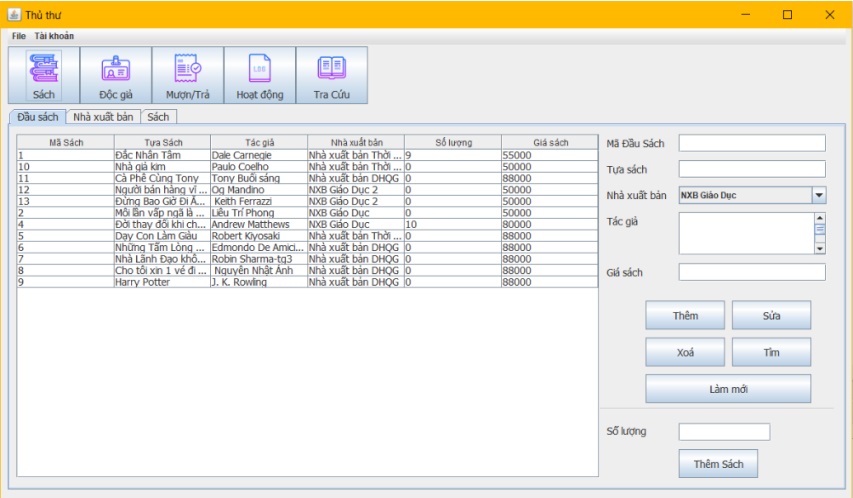 Thủ thư
File Tài khoản
Sách Độc giả Mượn/Trả Hoạt động Tra Cứu
Đầu sách Nhà xuất bản Sách
Mã Sách Tựa Sách Tác giả Nhà xuất bản Số lượng Giá sách
1 Đắc Nhân Tâm Dale Carnegie Nhà xuất bản Thời ... 9 55000
10 Nhà giả kim Paulo Coelho Nhà xuất bản Thời ... 0 50000
11 Cà Phê Cùng Tony Tony Buổi sáng Nhà xuất bản DHQG 0 88000
12 Người bán hàng vĩ ... Og Mandino NXB Giáo Dục 2 0 50000
13 Đừng Bao Giờ Đi Ă... Keith Ferrazzi NXB Giáo Dục 2 0 50000
2 Mỗi lần vấp ngã là ... Liêu Trí Phong NXB Giáo Dục 0 50000
4 Đời thay đổi khi ch... Andrew Matthews NXB Giáo Dục 10 80000
5 Dạy Con Làm Giàu Robert Kiyosaki Nhà xuất bản Thời ... 0 88000
6 Những Tấm Lòng ... Edmondo De Amici... Nhà xuất bản DHQG 0 88000
7 Nhà Lãnh Đạo khô... Robin Sharma-tg3 Nhà xuất bản DHQG 0 88000
8 Cho tôi xin 1 vé đi ... Nguyễn Nhật Ánh Nhà xuất bản DHQG 0 88000
9 Harry Potter J. K. Rowling Nhà xuất bản DHQG 0 88000
Mã Đầu Sách
Tựa sách
Nhà xuất bản NXB Giáo Dục
Tác giả
Giá sách
Thêm Sửa
Xoá Tìm
Làm mới
Số lượng
Thêm Sách